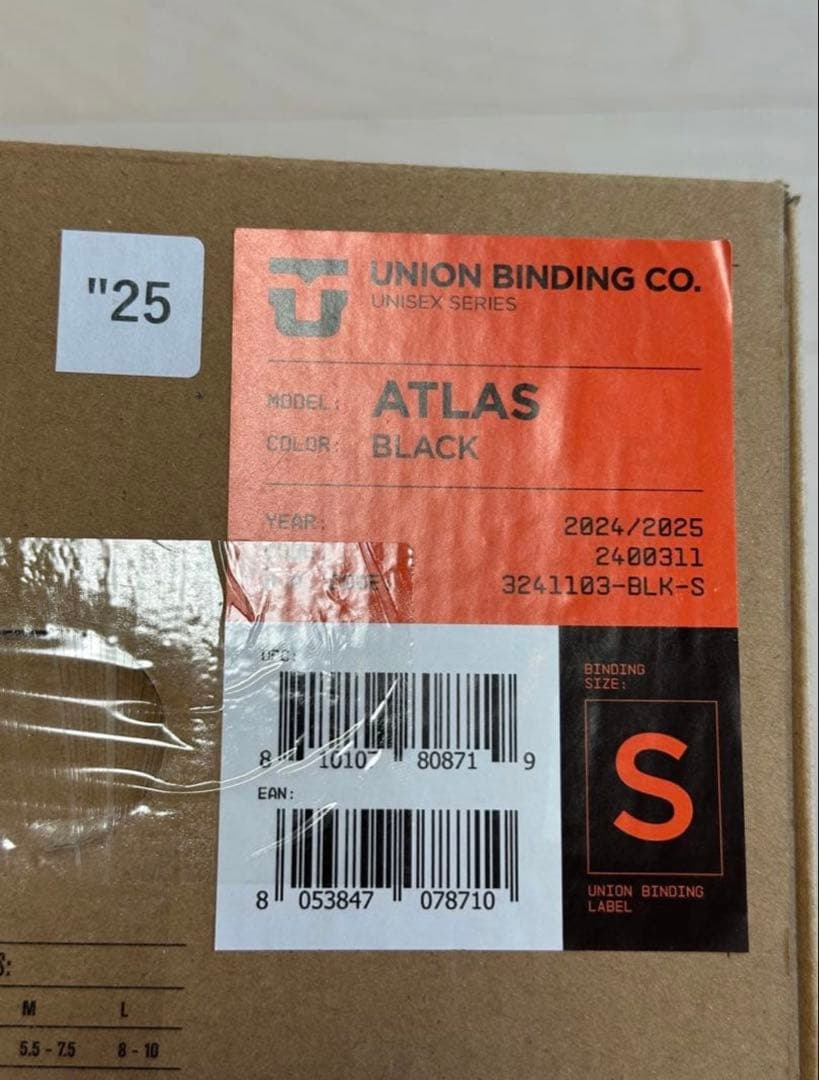 "25
UNION BINDING CO.
UNISEX SERIES
MODEL: ATLAS
COLOR: BLACK
YEAR: 2024/2025
2400311
CODE 3241103-BLK-S
UPC:
8 10107 80871 9
EAN:
8 053847 078710
BINDING
SIZE:
S
UNION BINDING
LABEL
S:
M L
5.5 - 7.5 8 - 10